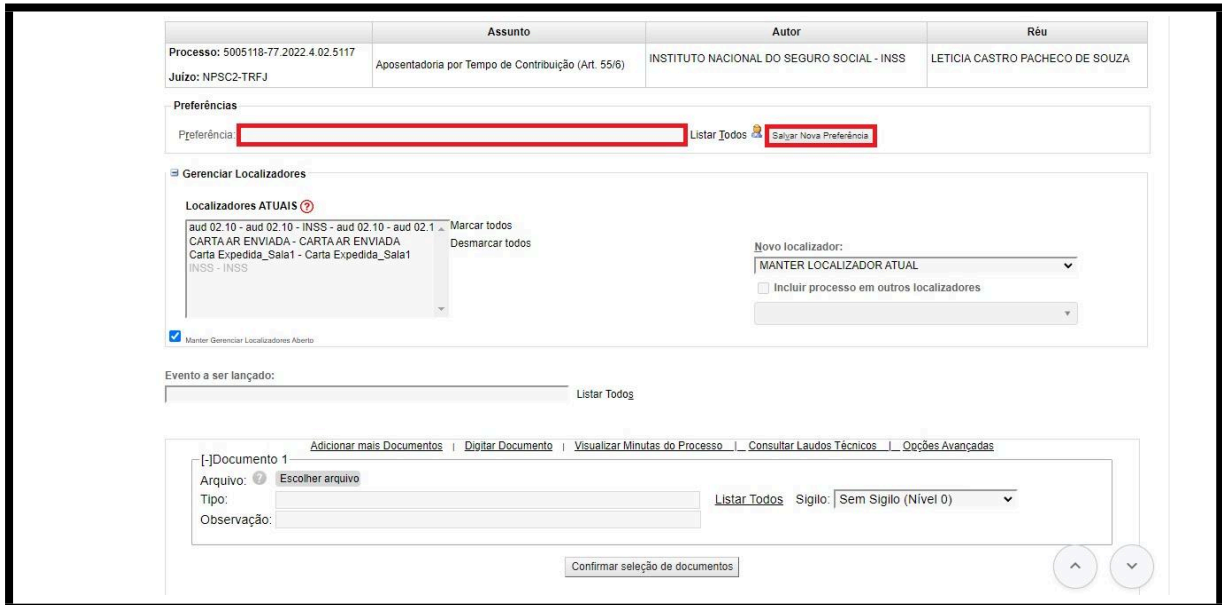 Assunto Autor Réu
Processo: 5005118-77.2022.4.02.5117
Juízo: NPSC2-TRFJ
Aposentadoria por Tempo de Contribuição (Art. 55/6)
INSTITUTO NACIONAL DO SEGURO SOCIAL - INSS
LETICIA CASTRO PACHECO DE SOUZA
Preferências
Preferência: Listar Todos Salvar Nova Preferência
Gerenciar Localizadores
Localizadores ATUAIS ?
aud 02.10 - aud 02.10 - INSS - aud 02.10 - aud 02.1 Marcar todos
CARTA AR ENVIADA - CARTA AR ENVIADA Desmarcar todos
Carta Expedida_Sala1 - Carta Expedida_Sala1
INSS - INSS
Novo localizador:
MANTER LOCALIZADOR ATUAL
Incluir processo em outros localizadores
Manter Gerenciar Localizadores Aberto
Evento a ser lançado:
Listar Todos
Adicionar mais Documentos | Digitar Documento | Visualizar Minutas do Processo | Consultar Laudos Técnicos | Opções Avançadas
[-]Documento 1
Arquivo: ? Escolher arquivo
Tipo: Listar Todos Sigilo: Sem Sigilo (Nível 0)
Observação:
Confirmar seleção de documentos